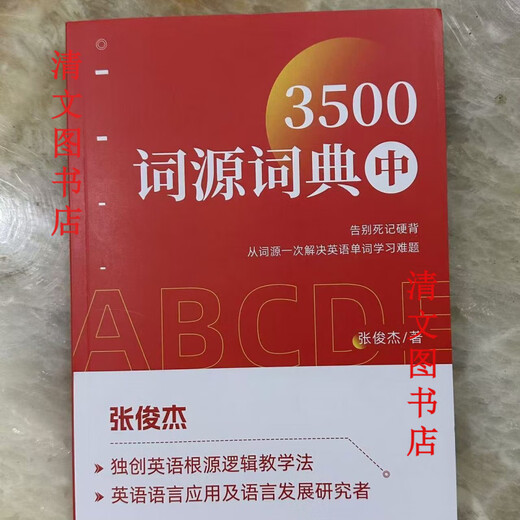 3500
词源词典 中
告别死记硬背
从词源一次解决英语单词学习难题
ABCDE
张俊杰/著
张俊杰
独创英语根源逻辑教学法
英语语言应用及语言发展研究者
清文图书店
清文图书店